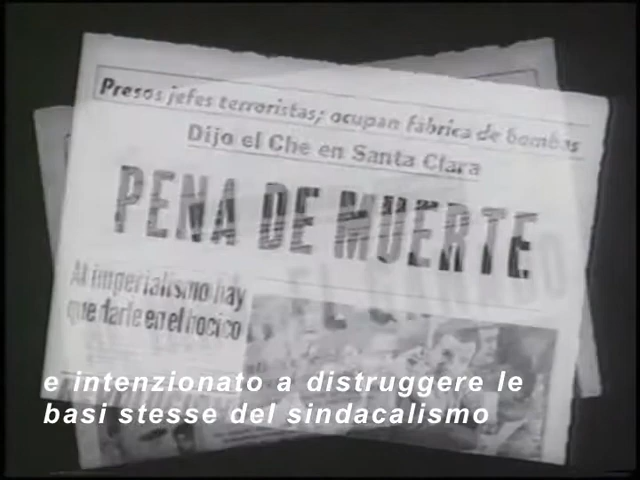 Presos jefes terroristas; ocupan fábrica de bombas
Dijo el Che en Santa Clara
PENA DE MUERTE
Al imperialismo hay
que darle en el hocico
e intenzionato a distruggere le
basi stesse del sindacalismo